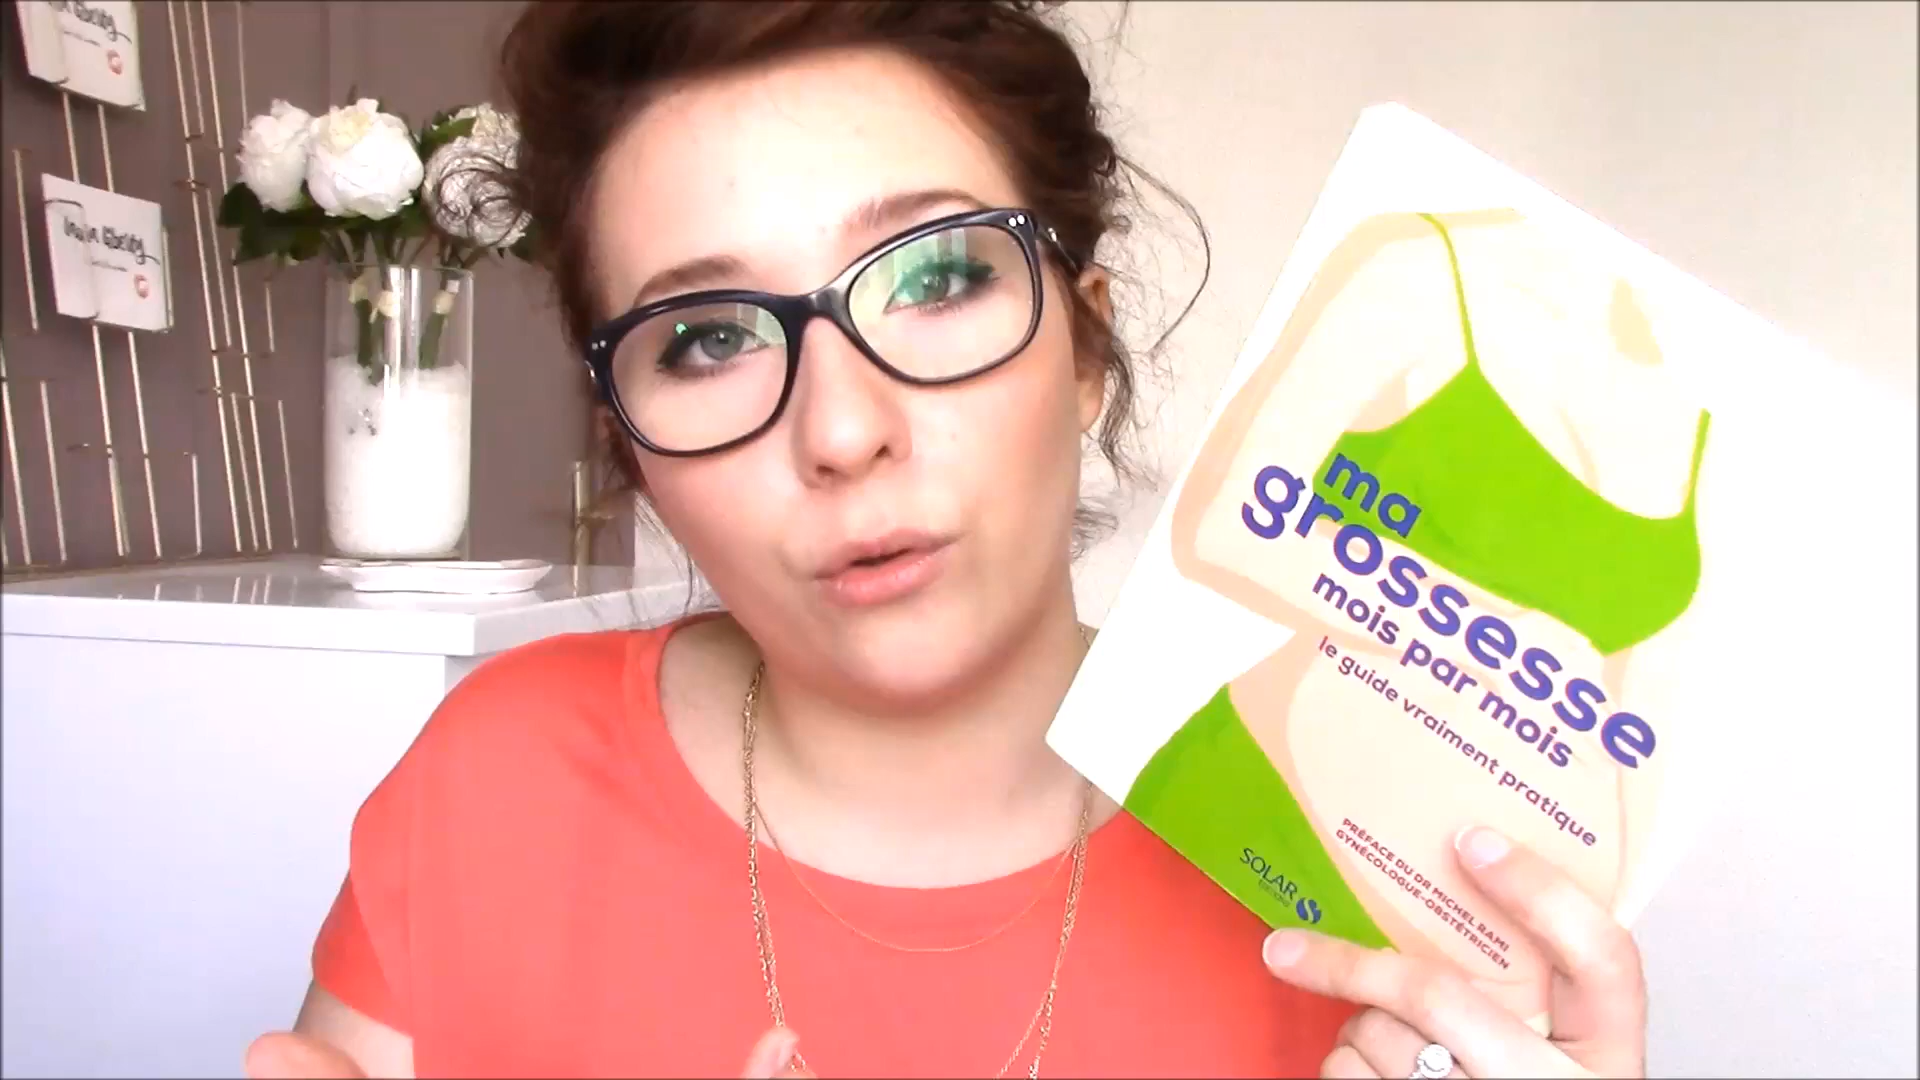 ma
grossesse
mois par mois
le guide vraiment pratique
PRÉFACE DU DR MICHEL RAMI
GYNÉCOLOGUE-OBSTÉTRICIEN
SOLAR